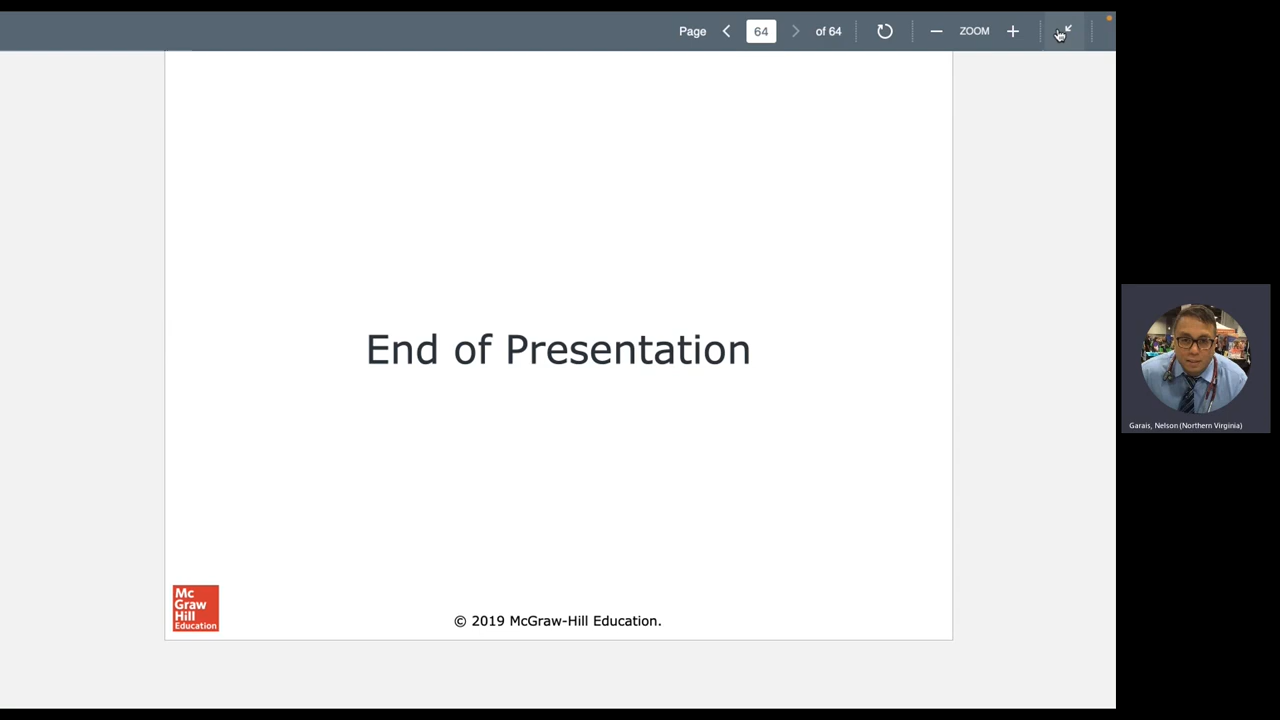 Page 64 of 64 ZOOM
End of Presentation
Mc
Graw
Hill
Education
© 2019 McGraw-Hill Education.
Garais, Nelson (Northern Virginia)